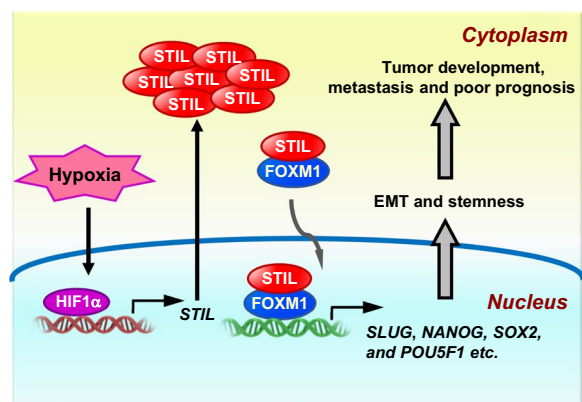 Cytoplasm
STIL
STIL
STIL
STIL
STIL
STIL
STIL
STIL
Tumor development,
metastasis and poor prognosis
Hypoxia
STIL
FOXM1
EMT and stemness
HIF1α
STIL
STIL
FOXM1
Nucleus
SLUG, NANOG, SOX2,
and POU5F1 etc.